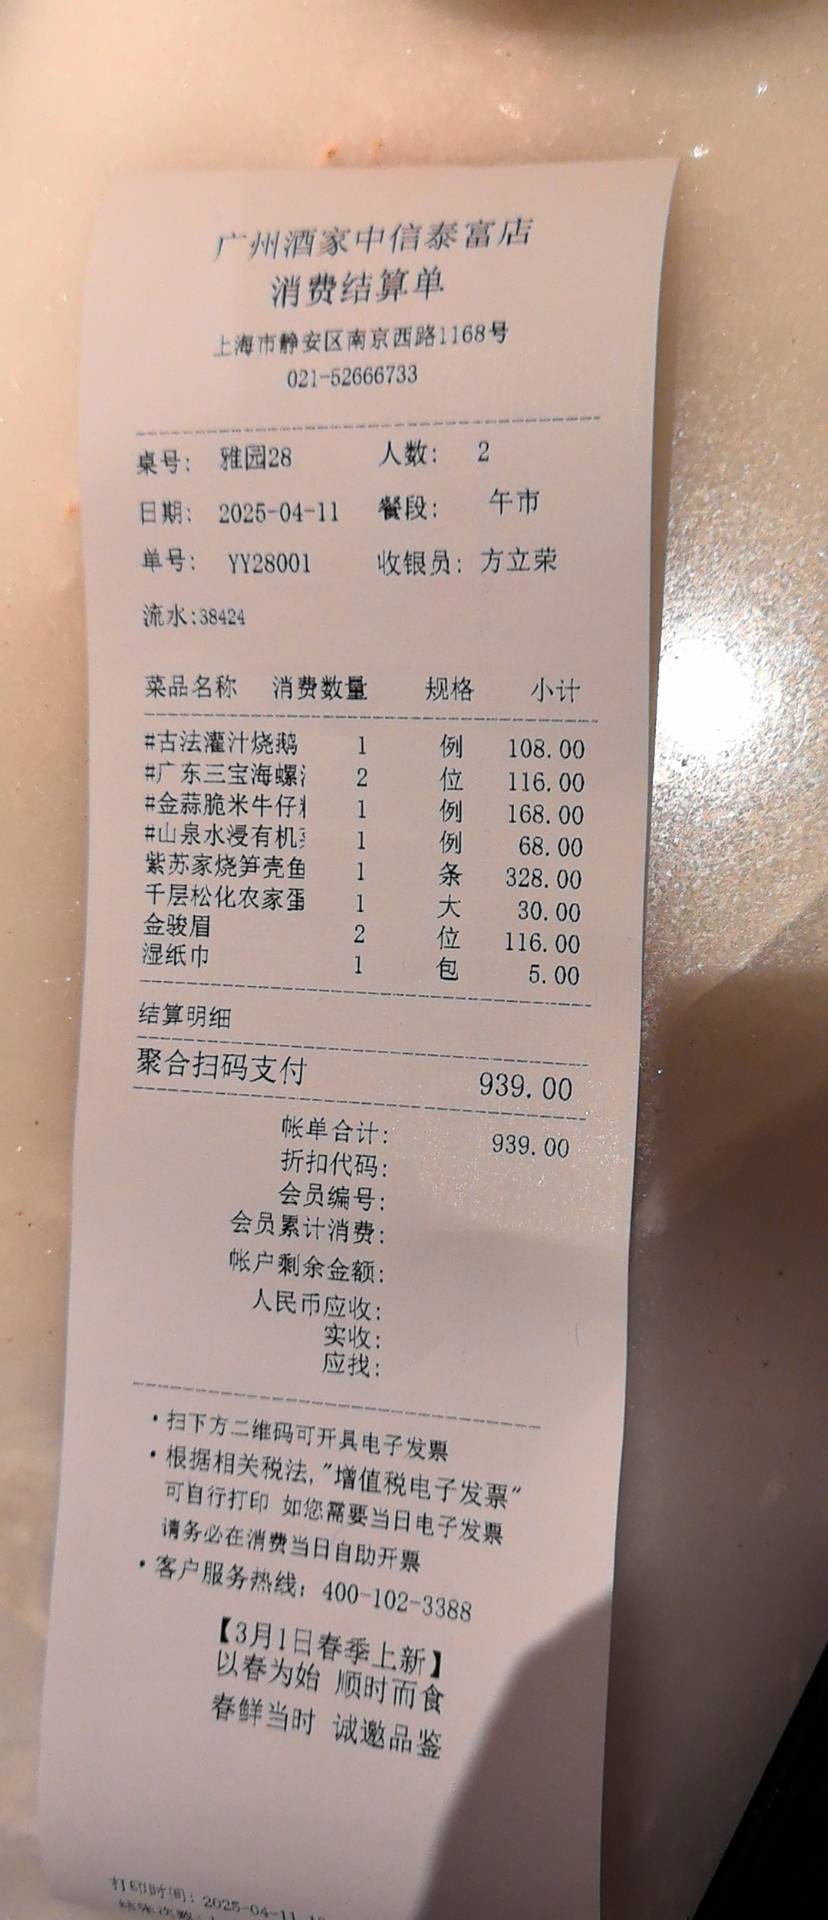 广州酒家中信泰富店
消费结算单
上海市静安区南京西路1168号
021-52666733
桌号: 雅园28 人数: 2
日期: 2025-04-11 餐段: 午市
单号: YY28001 收银员: 方立荣
流水:38424
菜品名称 消费数量 规格 小计
#古法灌汁烧鹅 1 例 108.00
#广东三宝海螺 2 位 116.00
#金蒜脆米牛仔 1 例 168.00
#山泉水浸有机 1 例 68.00
紫苏家烧笋壳鱼 1 条 328.00
千层松化农家蛋 1 大 30.00
金骏眉 2 位 116.00
湿纸巾 1 包 5.00
结算明细
聚合扫码支付 939.00
帐单合计: 939.00
折扣代码:
会员编号:
会员累计消费:
帐户剩余金额:
人民币应收:
实收:
应找:
·扫下方二维码可开具电子发票
·根据相关税法,"增值税电子发票"
可自行打印 如您需要当日电子发票
请务必在消费当日自助开票
·客户服务热线: 400-102-3388
【3月1日春季上新】
以春为始 顺时而食
春鲜当时 诚邀品鉴
打印时间: 2025-04-11